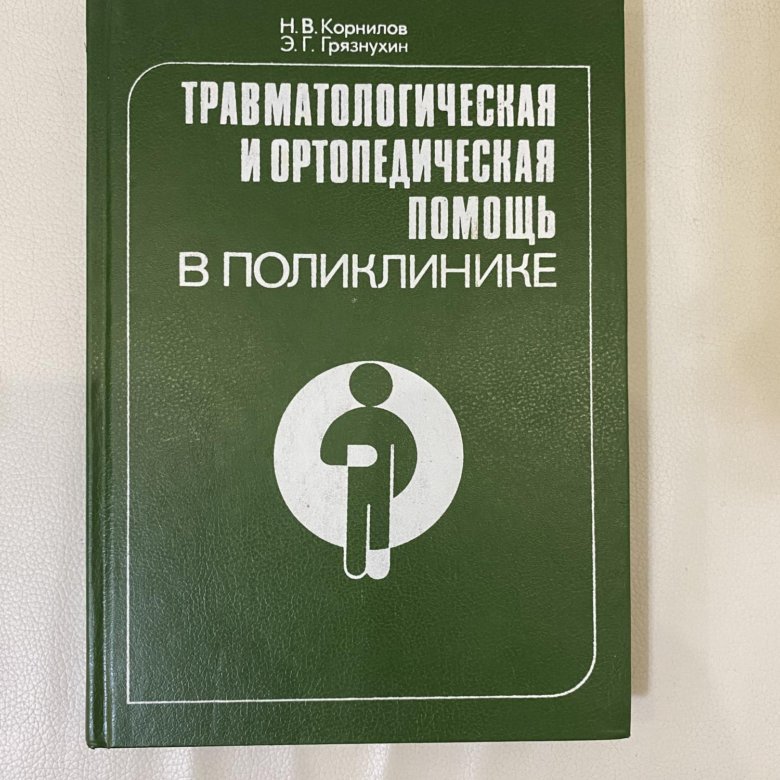 Н. В. Корнилов
Э. Г. Грязнухин
ТРАВМАТОЛОГИЧЕСКАЯ
И ОРТОПЕДИЧЕСКАЯ
ПОМОЩЬ
В ПОЛИКЛИНИКЕ